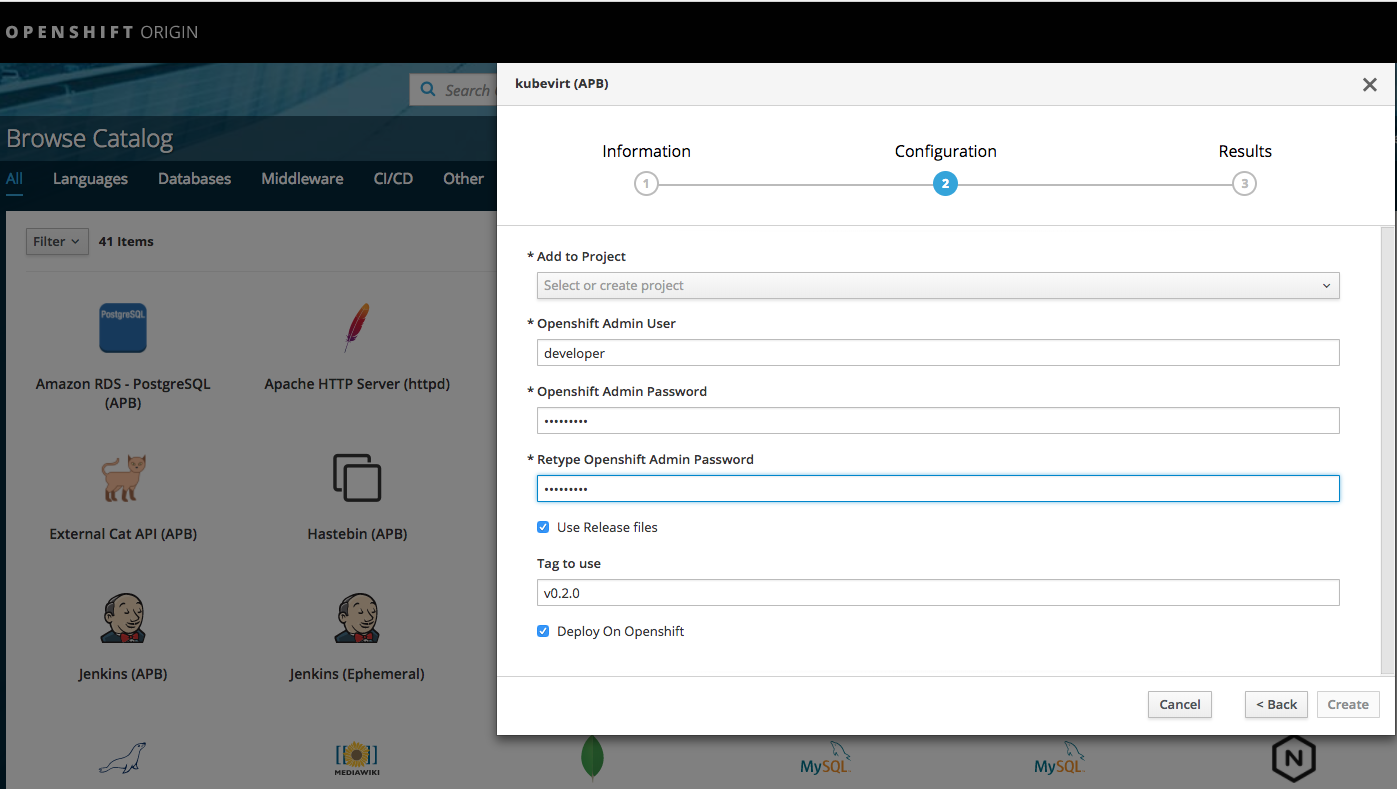 OPENSHIFT ORIGIN
Search
Browse Catalog
All Languages Databases Middleware CI/CD Other
Filter 41 Items
PostgreSQL
Amazon RDS - PostgreSQL
(APB)
Apache HTTP Server (httpd)
External Cat API (APB)
Hastebin (APB)
Jenkins (APB)
Jenkins (Ephemeral)
MEDIAWIKI
MySQL
MySQL
N
kubevirt (APB)
Information
Configuration
Results
1
2
3
* Add to Project
Select or create project
* Openshift Admin User
developer
* Openshift Admin Password
•••••••••
* Retype Openshift Admin Password
•••••••••
Use Release files
Tag to use
v0.2.0
Deploy On Openshift
Cancel
< Back
Create